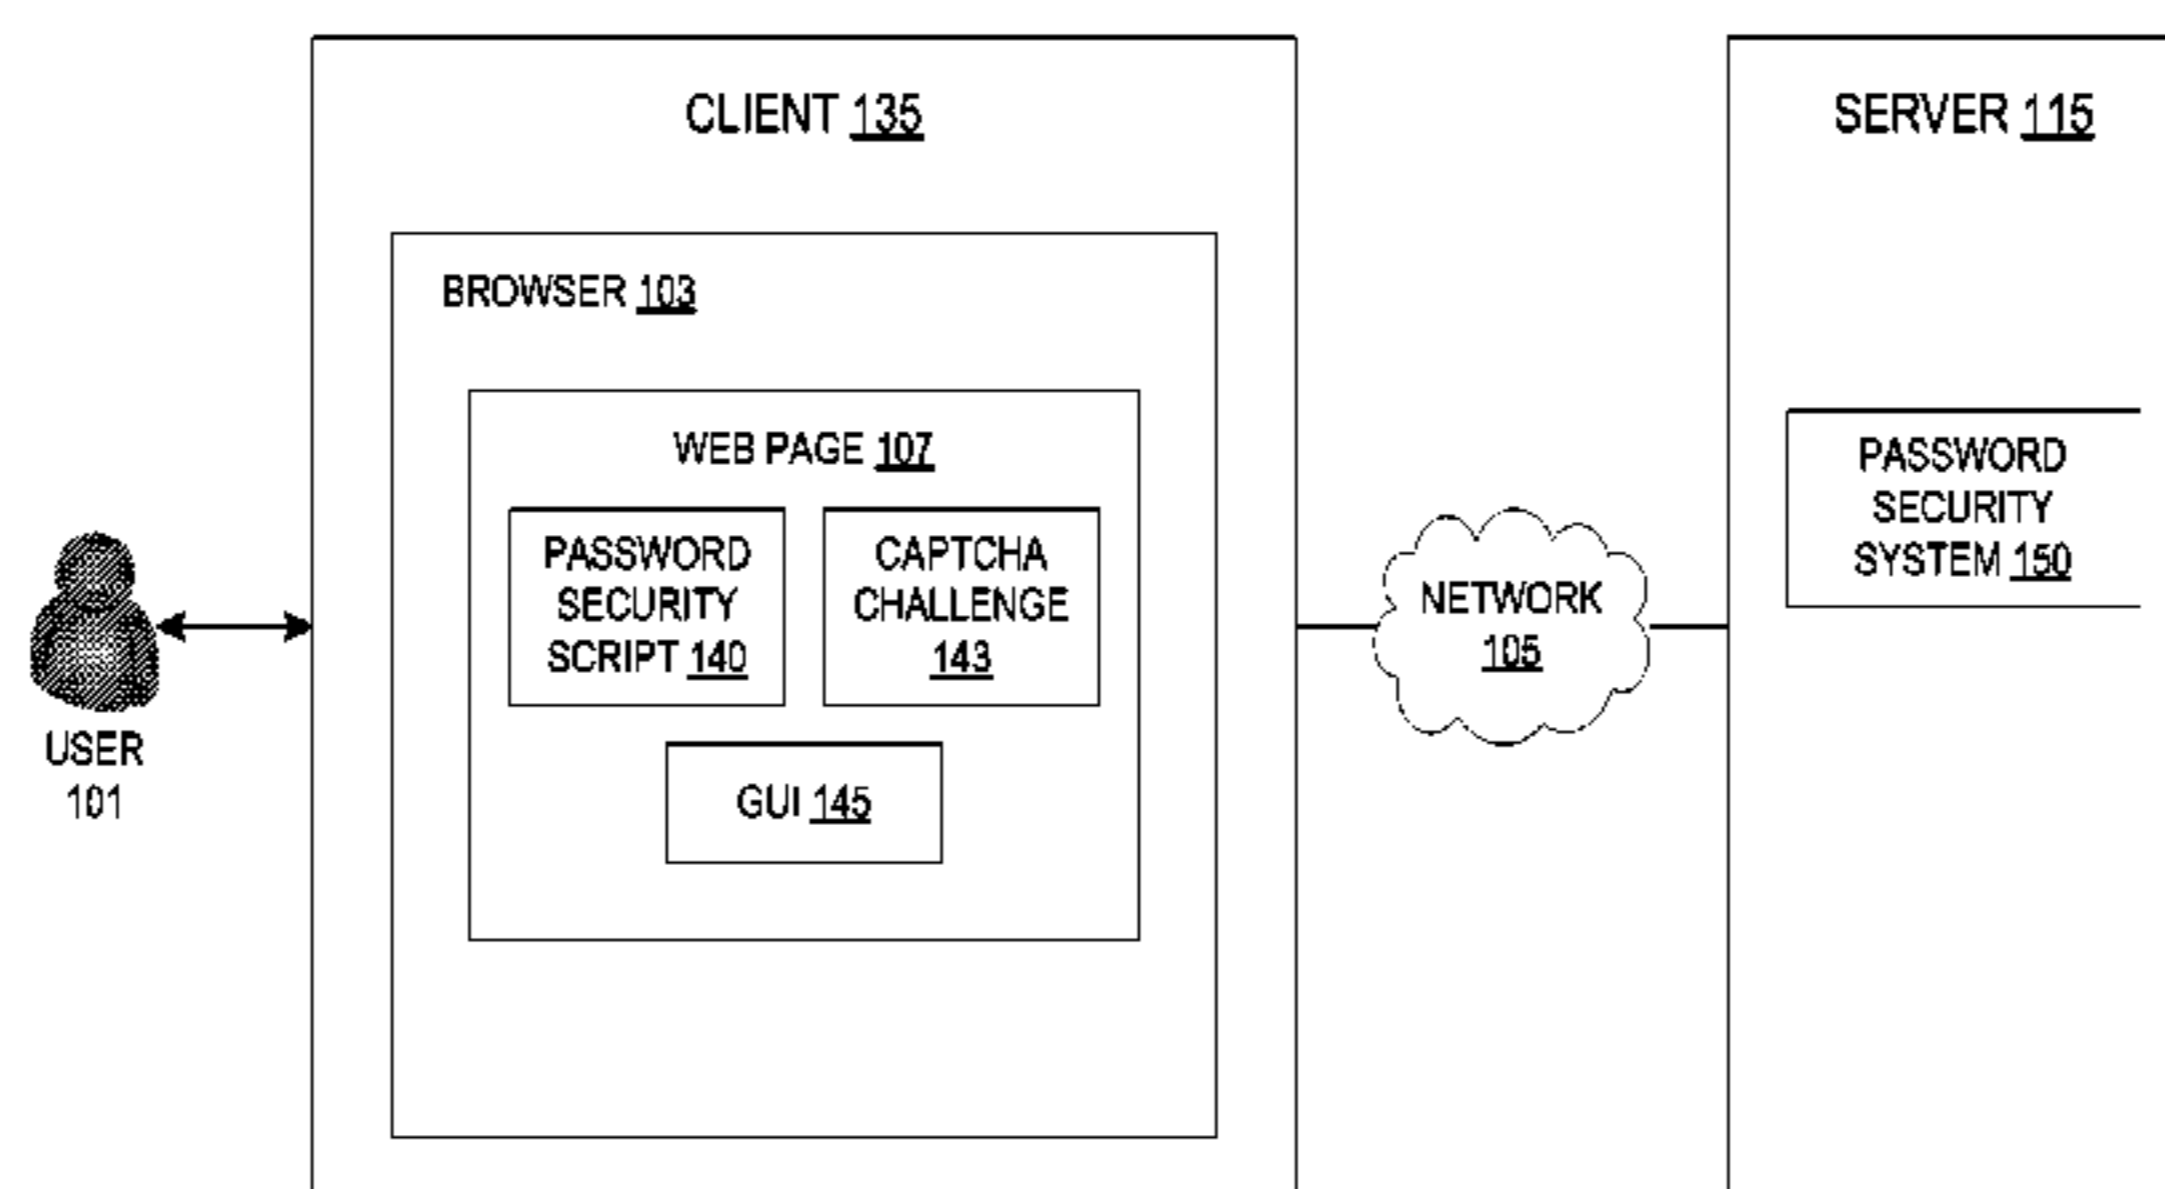 CLIENT 135
SERVER 115
BROWSER 103
WEB PAGE 107
PASSWORD
SECURITY
SCRIPT 140
CAPTCHA
CHALLENGE
143
GUI 145
USER
101
NETWORK
105
PASSWORD
SECURITY
SYSTEM 150